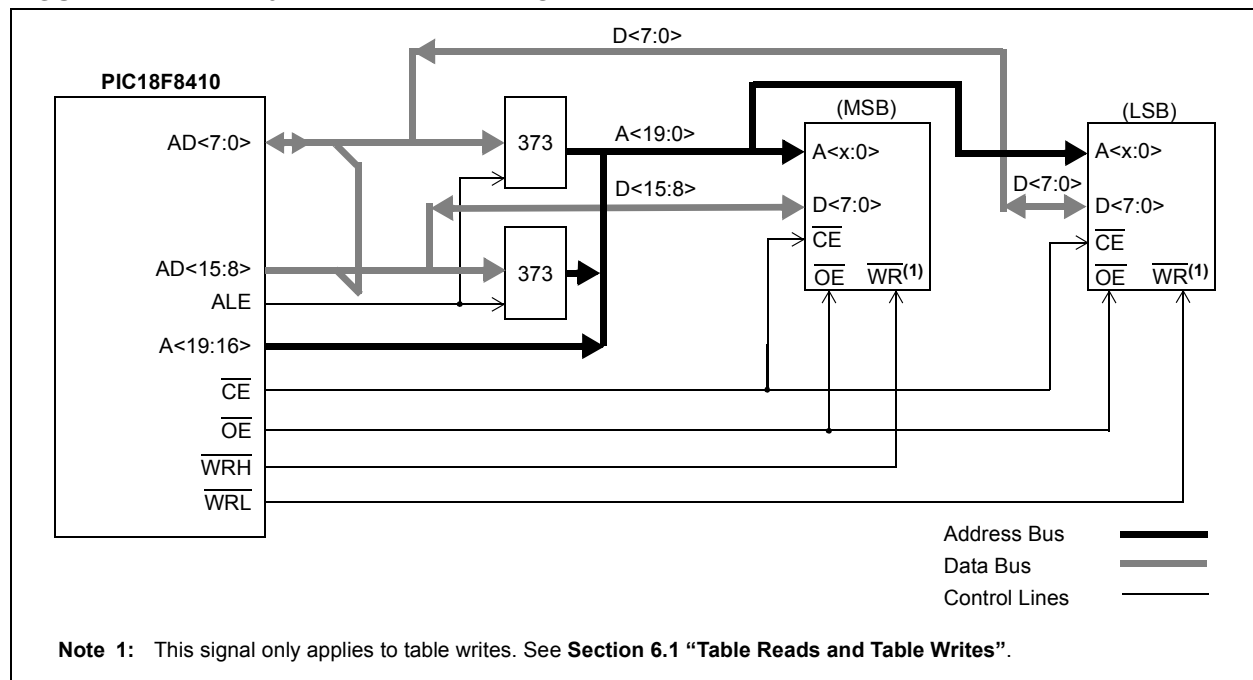 D<7:0>
PIC18F8410
(MSB)
(LSB)
AD<7:0>
373
A<19:0>
A<x:0>
A<x:0>
D<15:8>
D<7:0>
D<7:0>
D<7:0>
CE
CE
AD<15:8>
373
OE WR(1)
OE WR(1)
ALE
A<19:16>
CE
OE
WRH
WRL
Address Bus
Data Bus
Control Lines
Note 1: This signal only applies to table writes. See Section 6.1 “Table Reads and Table Writes”.